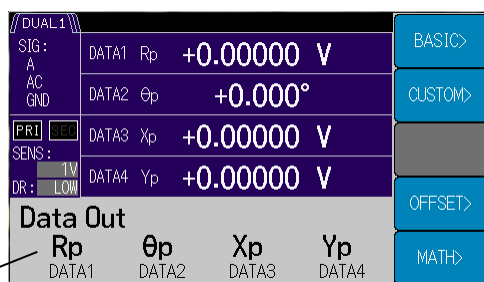 DUAL1
SIG:
A
AC
GND
PRI SEC
SENS:
1V
DR: LOW
DATA1 Rp +0.00000 V
DATA2 θp +0.000°
DATA3 Xp +0.00000 V
DATA4 Yp +0.00000 V
Data Out
Rp θp Xp Yp
DATA1 DATA2 DATA3 DATA4
BASIC>
CUSTOM>
OFFSET>
MATH>